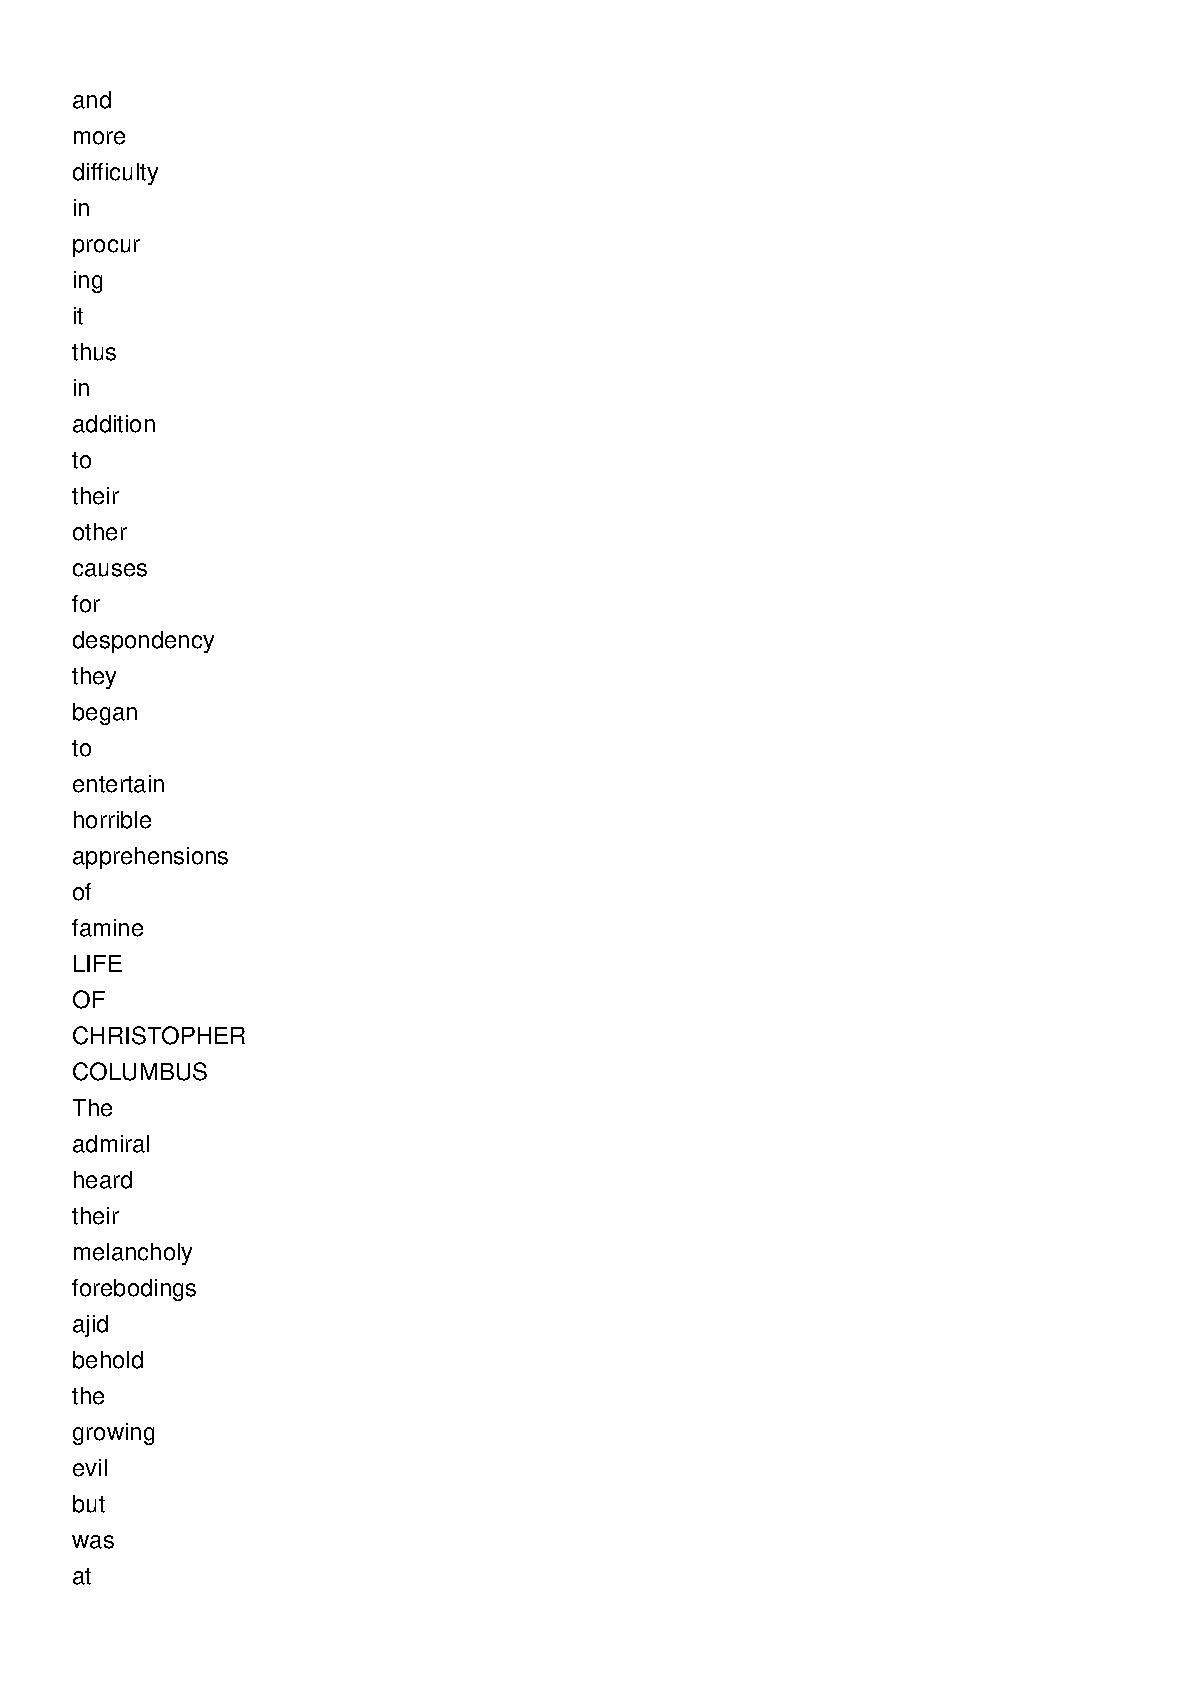 and
more
difficulty
in
procur
ing
it
thus
in
addition
to
their
other
causes
for
despondency
they
began
to
entertain
horrible
apprehensions
of
famine
LIFE
OF
CHRISTOPHER
COLUMBUS
The
admiral
heard
their
melancholy
forebodings
ajid
behold
the
growing
evil
but
was
at